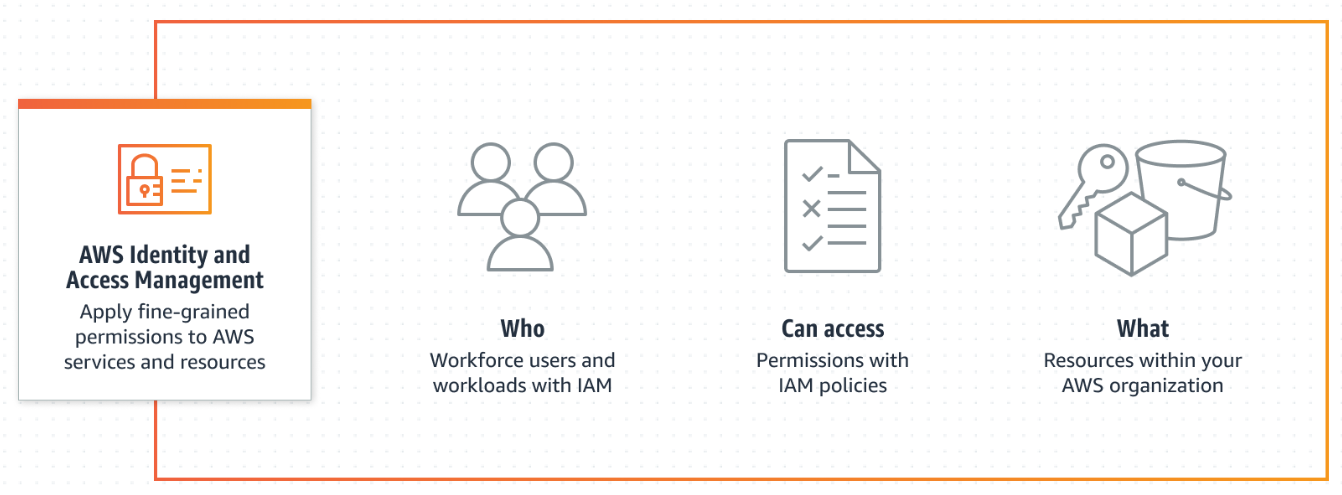 AWS Identity and
Access Management
Apply fine-grained
permissions to AWS
services and resources
Who
Workforce users and
workloads with IAM
Can access
Permissions with
IAM policies
What
Resources within your
AWS organization